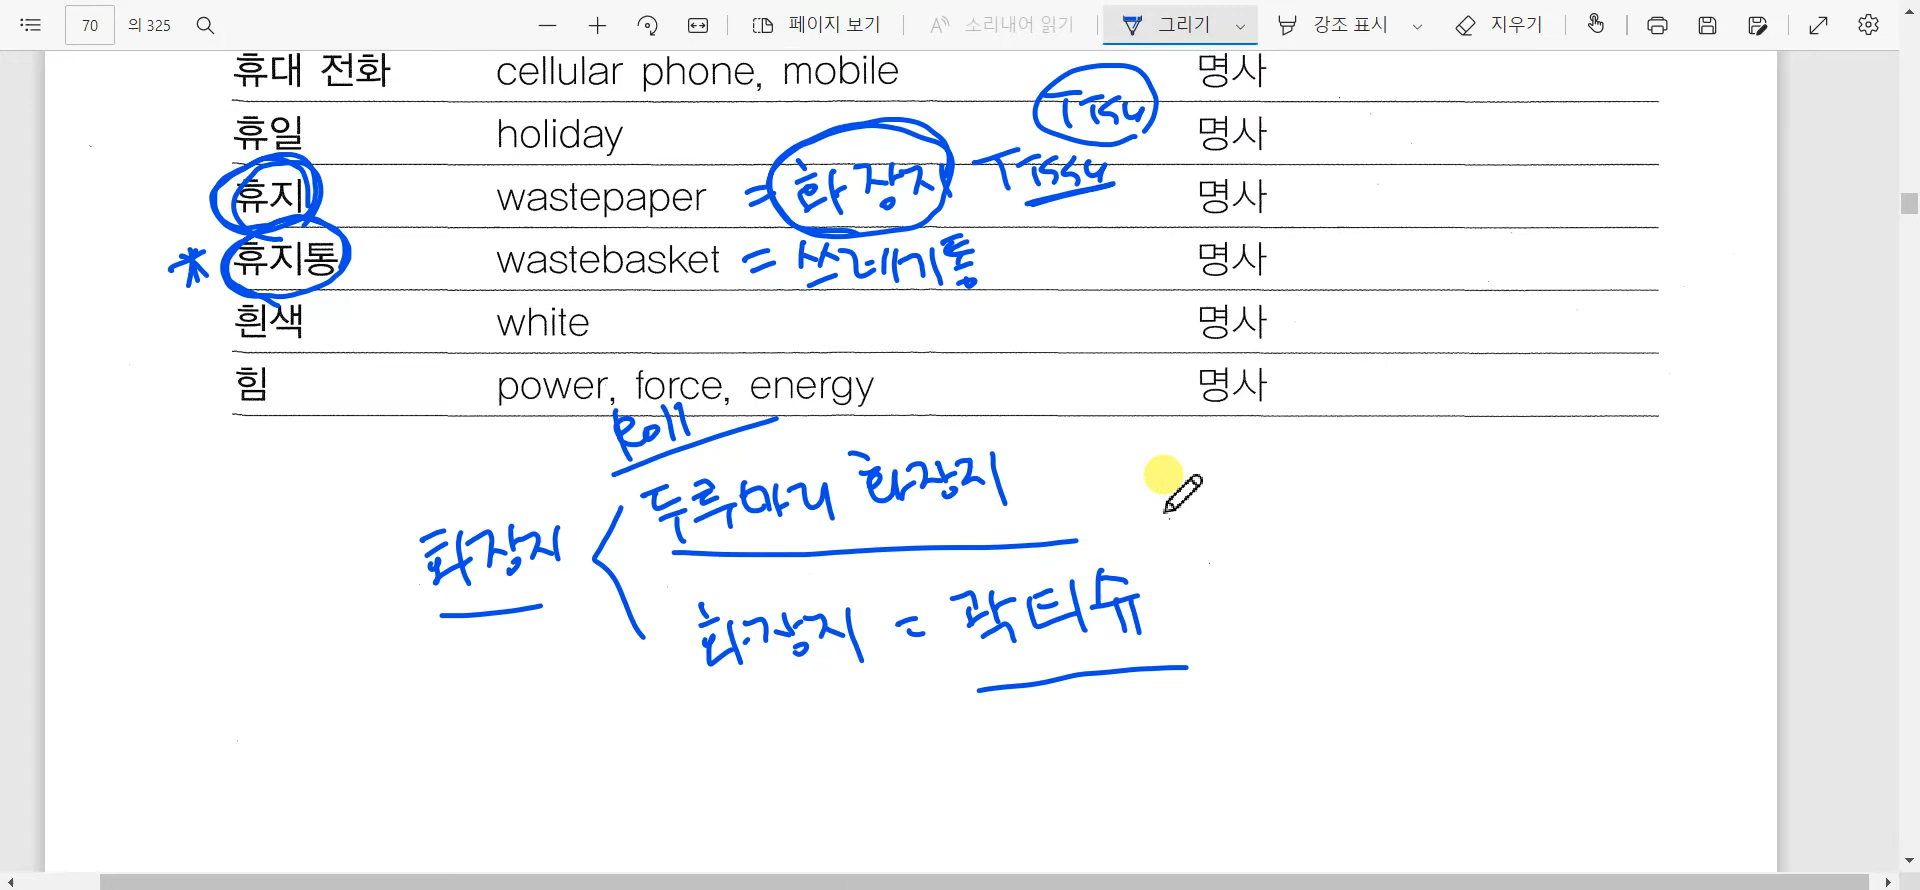 70 의 325 페이지 보기 소리내어 읽기 그리기 강조 표시 지우기
휴대 전화 cellular phone, mobile 명사
Tissu
휴일 holiday 명사
휴지 wastepaper = 화장지 Tissu 명사
* 휴지통 wastebasket = 쓰레기통 명사
흰색 white 명사
힘 power, force, energy 명사
Roll
두루마리 화장지
화장지
화장지 = 곽티슈